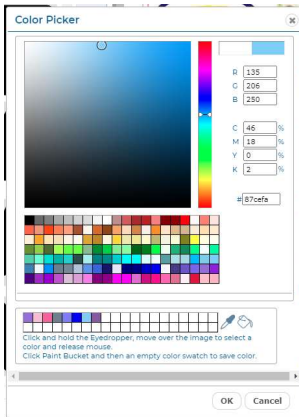 Color Picker
R 135
G 206
B 250
C 46 %
M 18 %
Y 0 %
K 2 %
# 87cefa
Click and hold the Eyedropper, move over the image to select a
color and release mouse.
Click Paint Bucket and then an empty color swatch to save color.
OK Cancel